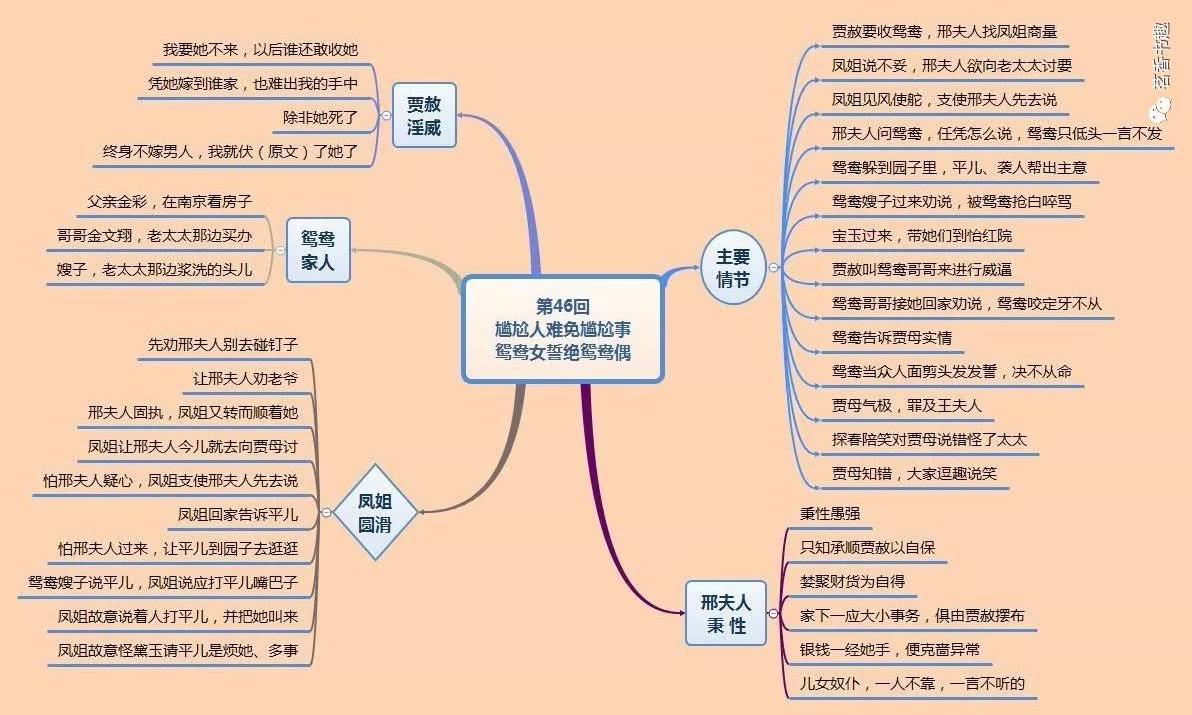 第46回
尴尬人难免尴尬事
鸳鸯女誓绝鸳鸯偶
贾赦
淫威
我要她不来，以后谁还敢收她
凭她嫁到谁家，也难出我的手中
除非她死了
终身不嫁男人，我就伏（原文）了她了
鸳鸯
家人
父亲金彩，在南京看房子
哥哥金文翔，老太太那边买办
嫂子，老太太那边浆洗的头儿
凤姐
圆滑
先劝邢夫人别去碰钉子
让邢夫人劝老爷
邢夫人固执，凤姐又转而顺着她
凤姐让邢夫人今儿就去向贾母讨
怕邢夫人疑心，凤姐支使邢夫人先去说
凤姐回家告诉平儿
怕邢夫人过来，让平儿到园子去逛逛
鸳鸯嫂子说平儿，凤姐说应打平儿嘴巴子
凤姐故意说着人打平儿，并把她叫来
凤姐故意怪黛玉请平儿是烦她、多事
主要
情节
贾赦要收鸳鸯，邢夫人找凤姐商量
凤姐说不妥，邢夫人欲向老太太讨要
凤姐见风使舵，支使邢夫人先去说
邢夫人问鸳鸯，任凭怎么说，鸳鸯只低头一言不发
鸳鸯躲到园子里，平儿、袭人帮出主意
鸳鸯嫂子过来劝说，被鸳鸯抢白啐骂
宝玉过来，带她们到怡红院
贾赦叫鸳鸯哥哥来进行威逼
鸳鸯哥哥接她回家劝说，鸳鸯咬定牙不从
鸳鸯告诉贾母实情
鸳鸯当众人面剪头发发誓，决不从命
贾母气极，罪及王夫人
探春陪笑对贾母说错怪了太太
贾母知错，大家逗趣说笑
邢夫人
秉 性
秉性愚强
只知承顺贾赦以自保
婪聚财货为自得
家下一应大小事务，俱由贾赦摆布
银钱一经她手，便克啬异常
儿女奴仆，一人不靠，一言不听的
茗香书趣